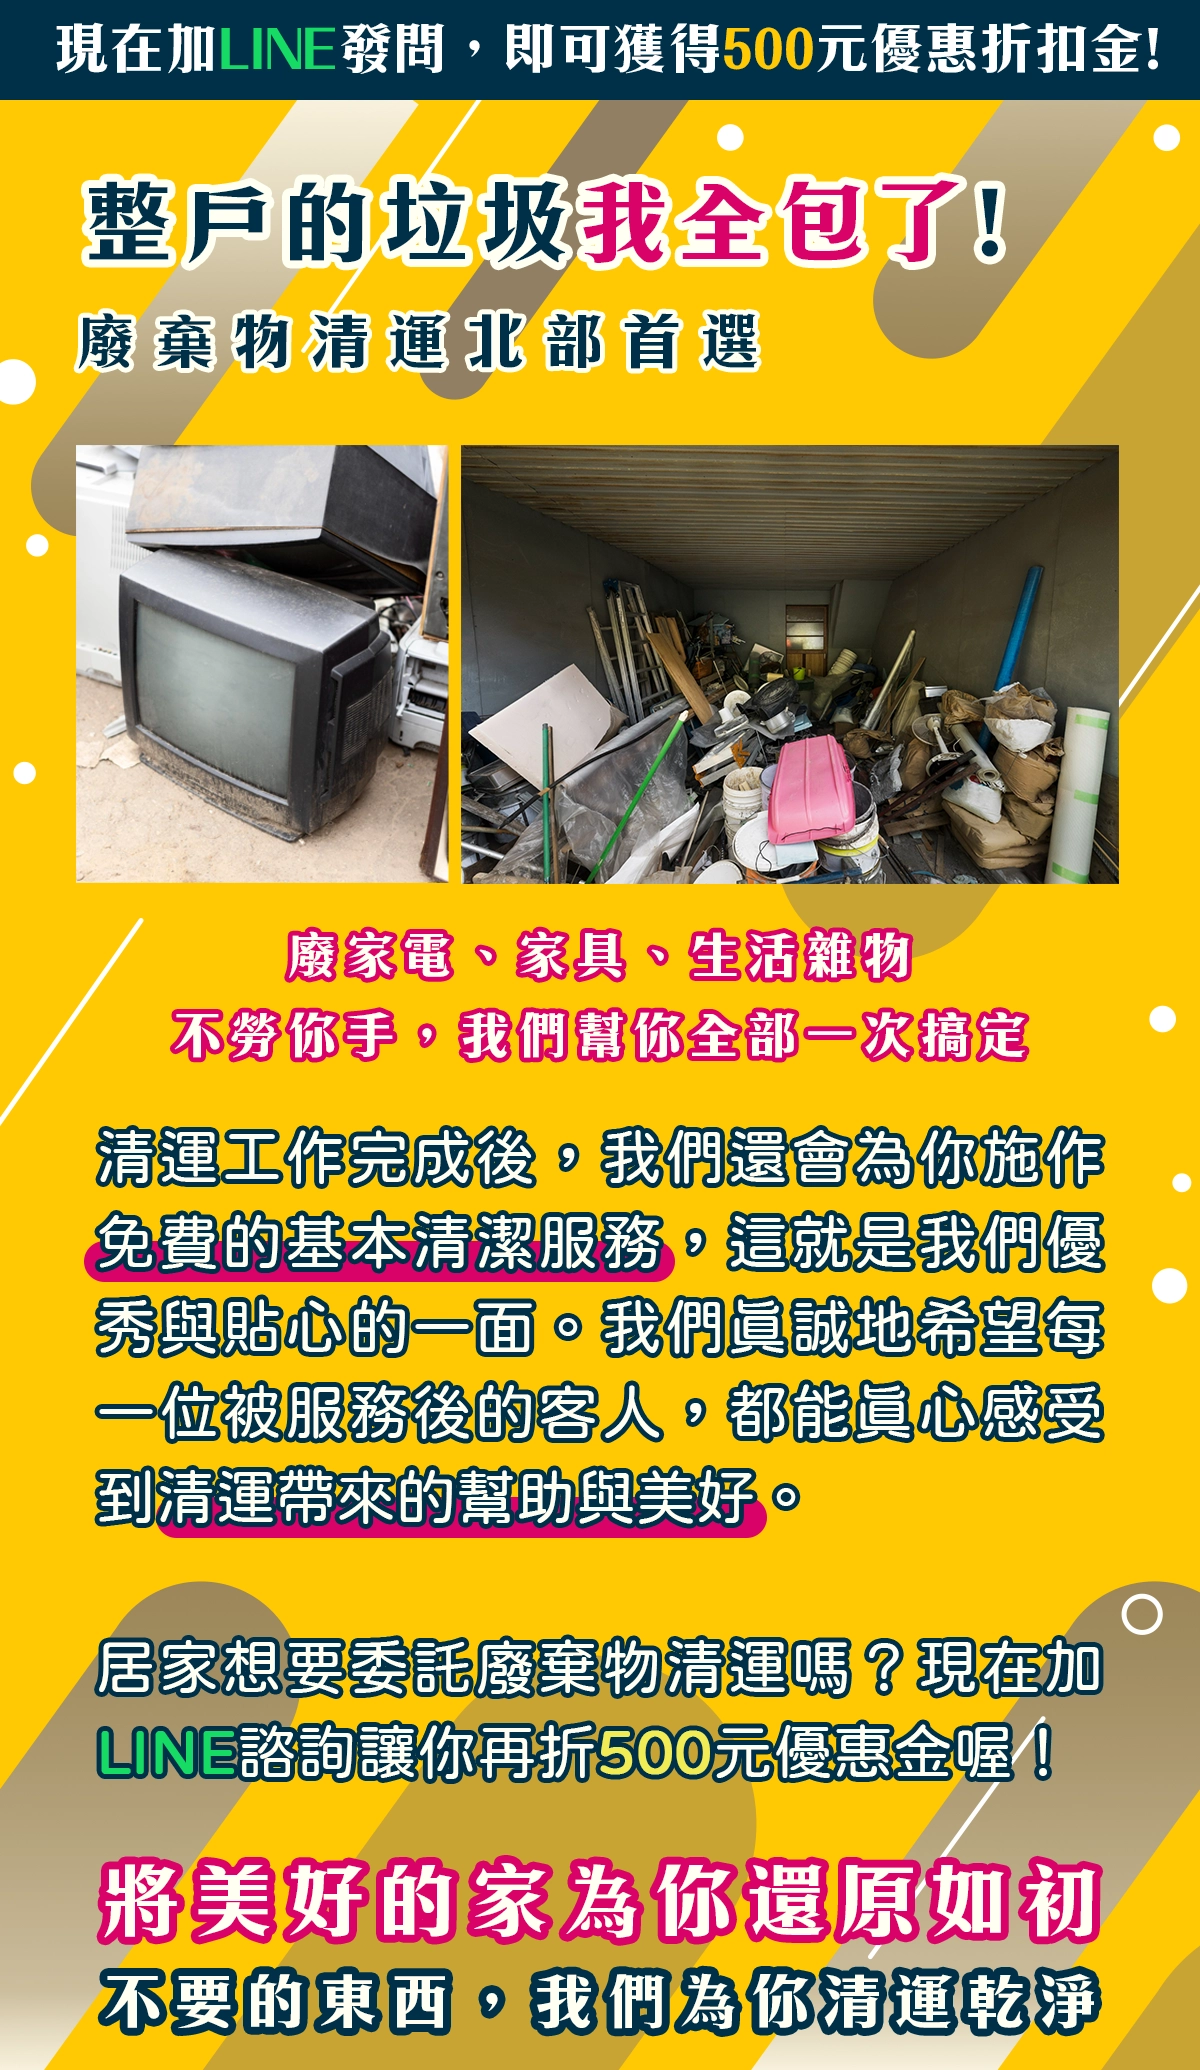 現在加LINE發問，即可獲得500元優惠折扣金!
整戶的垃圾我全包了!
廢棄物清運北部首選
廢家電、家具、生活雜物
不勞你手，我們幫你全部一次搞定
清運工作完成後，我們還會為你施作
免費的基本清潔服務，這就是我們優
秀與貼心的一面。我們真誠地希望每
一位被服務後的客人，都能真心感受
到清運帶來的幫助與美好。
居家想要委託廢棄物清運嗎？現在加
LINE諮詢讓你再折500元優惠金喔！
將美好的家為你還原如初
不要的東西，我們為你清運乾淨